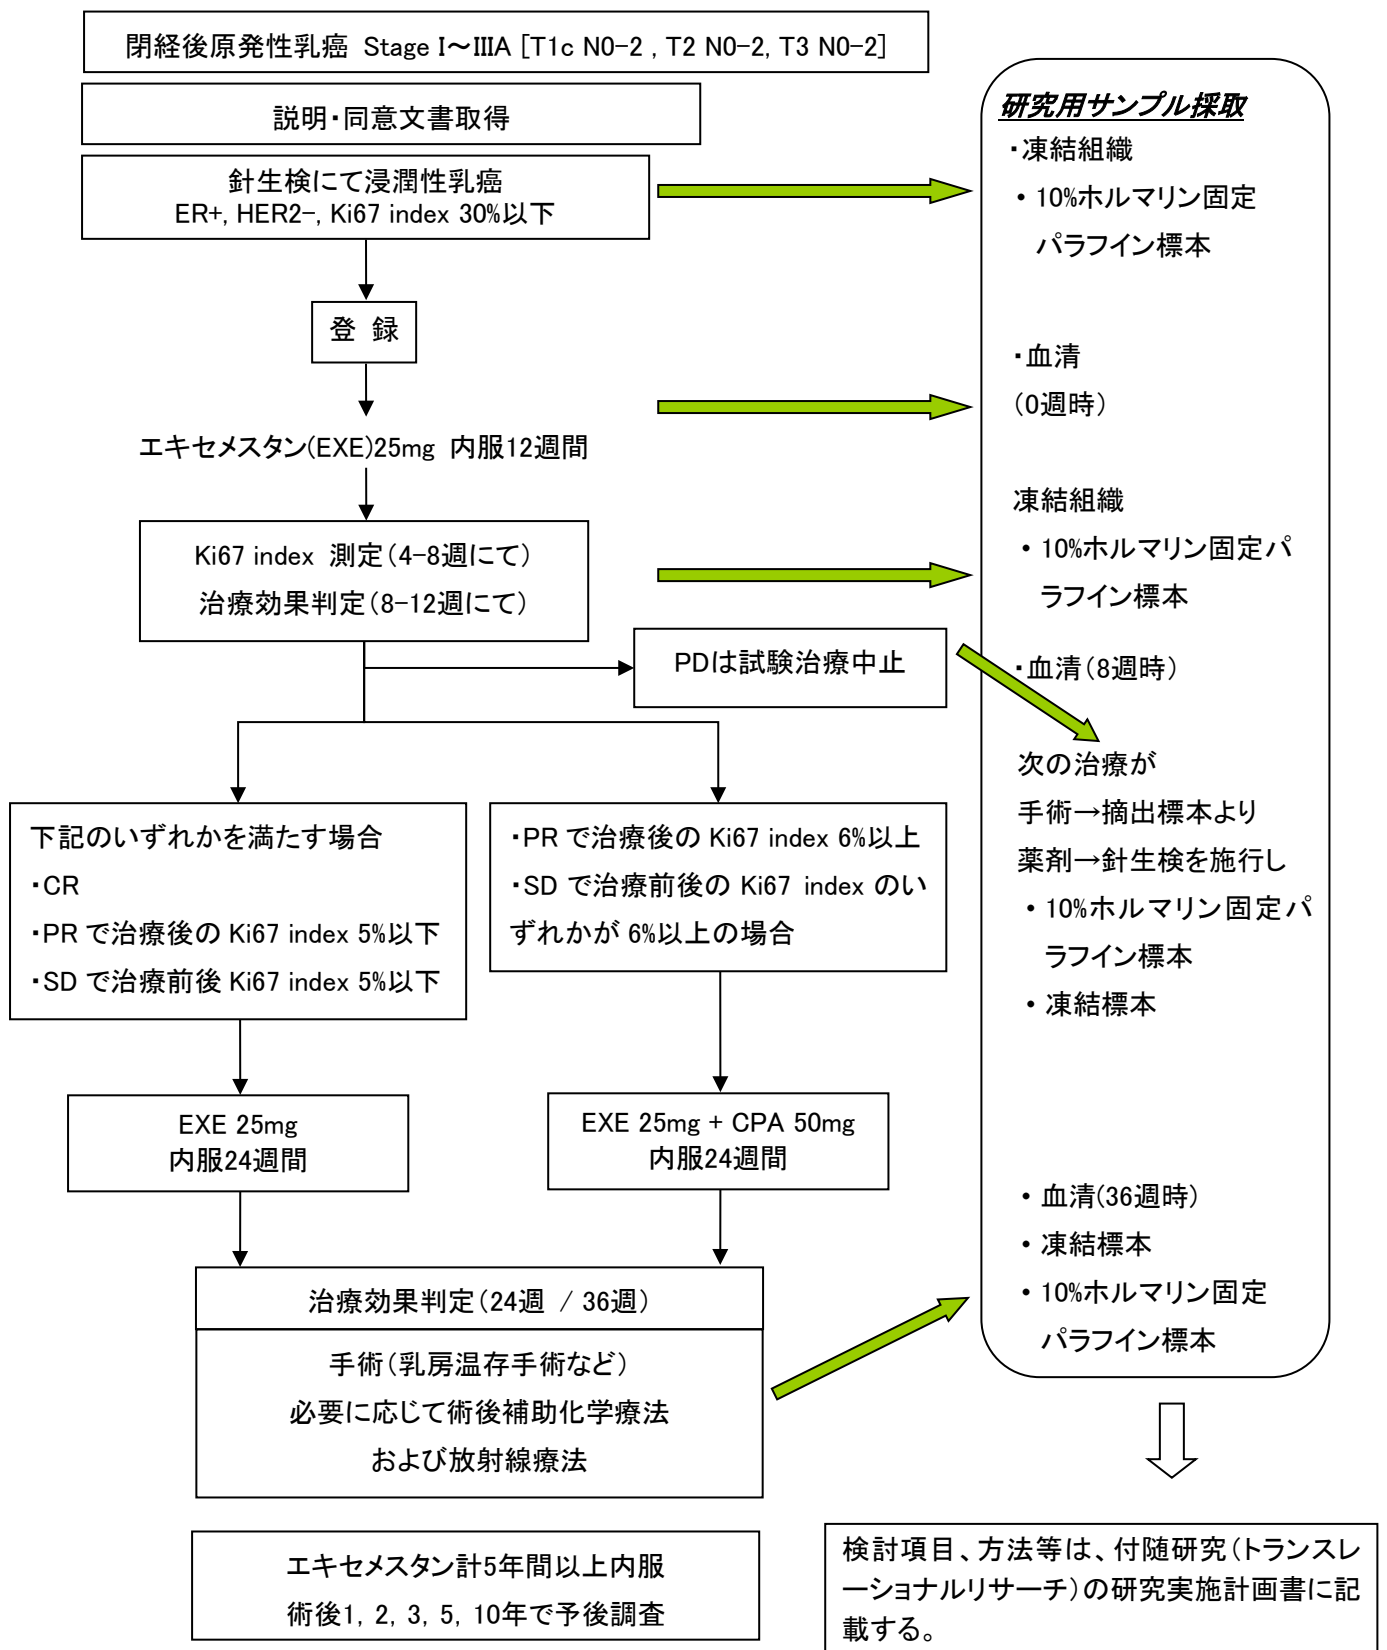 閉経後原発性乳癌 Stage I～IIIA [T1c N0-2 , T2 N0-2, T3 N0-2]
説明・同意文書取得
針生検にて浸潤性乳癌
ER+, HER2-, Ki67 index 30%以下
登 録
エキセメスタン(EXE)25mg 内服12週間
Ki67 index 測定（4-8週にて）
治療効果判定（8-12週にて）
PDは試験治療中止
下記のいずれかを満たす場合
・CR
・PR で治療後の Ki67 index 5%以下
・SD で治療前後 Ki67 index 5%以下
・PR で治療後の Ki67 index 6%以上
・SD で治療前後の Ki67 index のい
ずれかが 6%以上の場合
EXE 25mg
内服24週間
EXE 25mg + CPA 50mg
内服24週間
治療効果判定（24週 / 36週）
手術（乳房温存手術など）
必要に応じて術後補助化学療法
および放射線療法
エキセメスタン計5年間以上内服
術後1, 2, 3, 5, 10年で予後調査
研究用サンプル採取
・凍結組織
・10%ホルマリン固定
パラフイン標本
・血清
(0週時）
凍結組織
・10%ホルマリン固定パ
ラフイン標本
・血清（8週時）
次の治療が
手術→摘出標本より
薬剤→針生検を施行し
・10%ホルマリン固定パ
ラフイン標本
・凍結標本
・血清(36週時）
・凍結標本
・10%ホルマリン固定
パラフイン標本
検討項目、方法等は、付随研究（トランスレ
ーショナルリサーチ）の研究実施計画書に記
載する。